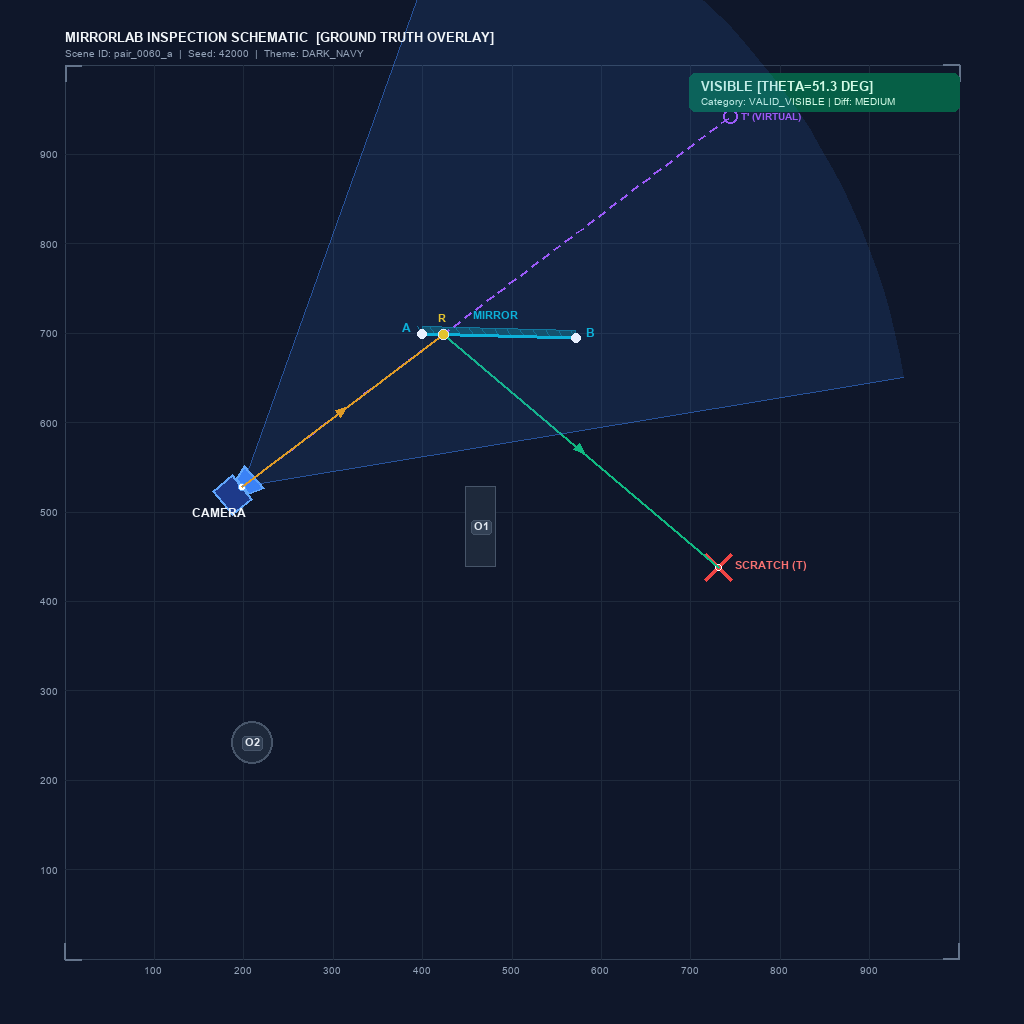 MIRRORLAB INSPECTION SCHEMATIC [GROUND TRUTH OVERLAY]
Scene ID: pair_0060_a | Seed: 42000 | Theme: DARK_NAVY
VISIBLE [THETA=51.3 DEG]
Category: VALID_VISIBLE | Diff: MEDIUM
T' (VIRTUAL)
900
800
R
MIRROR
A
B
700
600
CAMERA
500
O1
SCRATCH (T)
400
300
O2
200
100
100 200 300 400 500 600 700 800 900